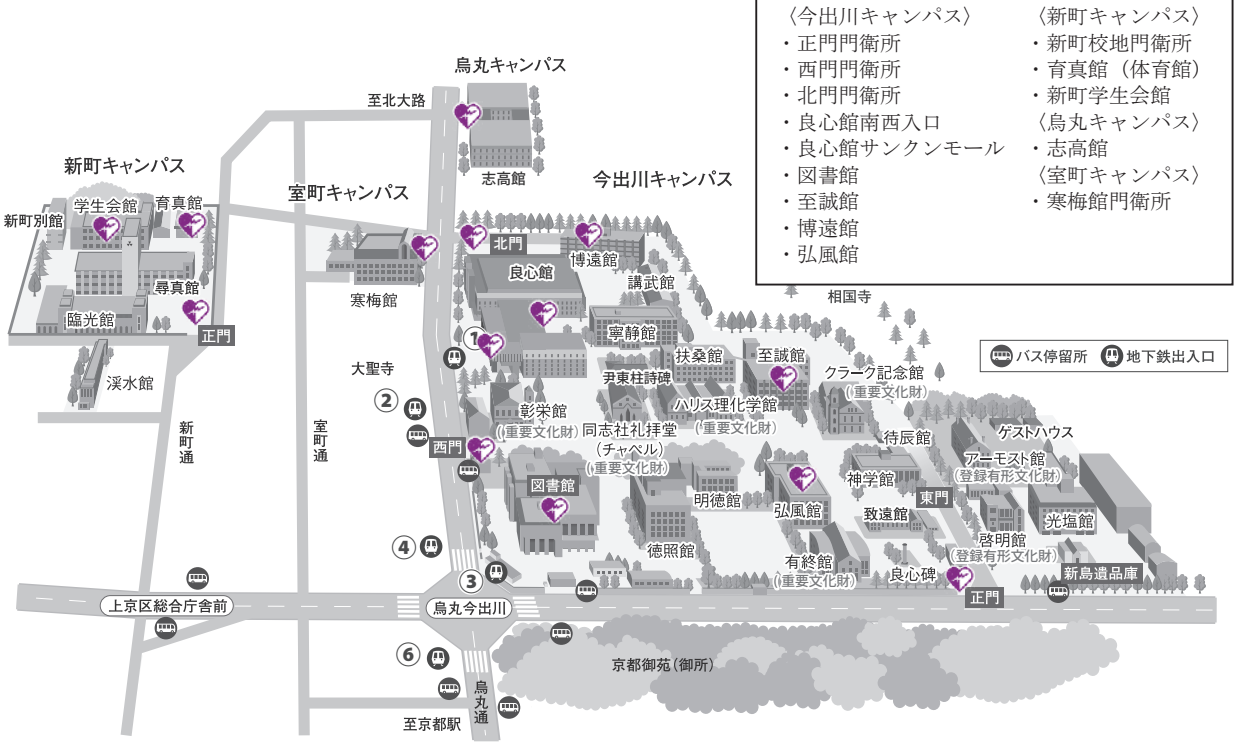 〈今出川キャンパス〉
・正門門衛所
・西門門衛所
・北門門衛所
・良心館南西入口
・良心館サンクンモール
・図書館
・至誠館
・博遠館
・弘風館
〈新町キャンパス〉
・新町校地門衛所
・育真館（体育館）
・新町学生会館
〈烏丸キャンパス〉
・志高館
〈室町キャンパス〉
・寒梅館門衛所
烏丸キャンパス
至北大路
志高館
新町キャンパス
学生会館
育真館
新町別館
尋真館
臨光館
正門
渓水館
室町キャンパス
寒梅館
今出川キャンパス
北門
博遠館
良心館
講武館
相国寺
寧静館
①
大聖寺
尹東柱詩碑
扶桑館
至誠館
クラーク記念館
（重要文化財）
バス停留所
地下鉄出入口
②
彰栄館
（重要文化財）
同志社礼拝堂
（チャペル）
（重要文化財）
ハリス理化学館
（重要文化財）
待辰館
ゲストハウス
アーモスト館
（登録有形文化財）
西門
新町通
室町通
図書館
明徳館
弘風館
神学館
東門
致遠館
光塩館
徳照館
啓明館
（登録有形文化財）
④
③
有終館
（重要文化財）
良心碑
新島遺品庫
正門
上京区総合庁舎前
烏丸今出川
⑥
京都御苑（御所）
烏丸通
至京都駅